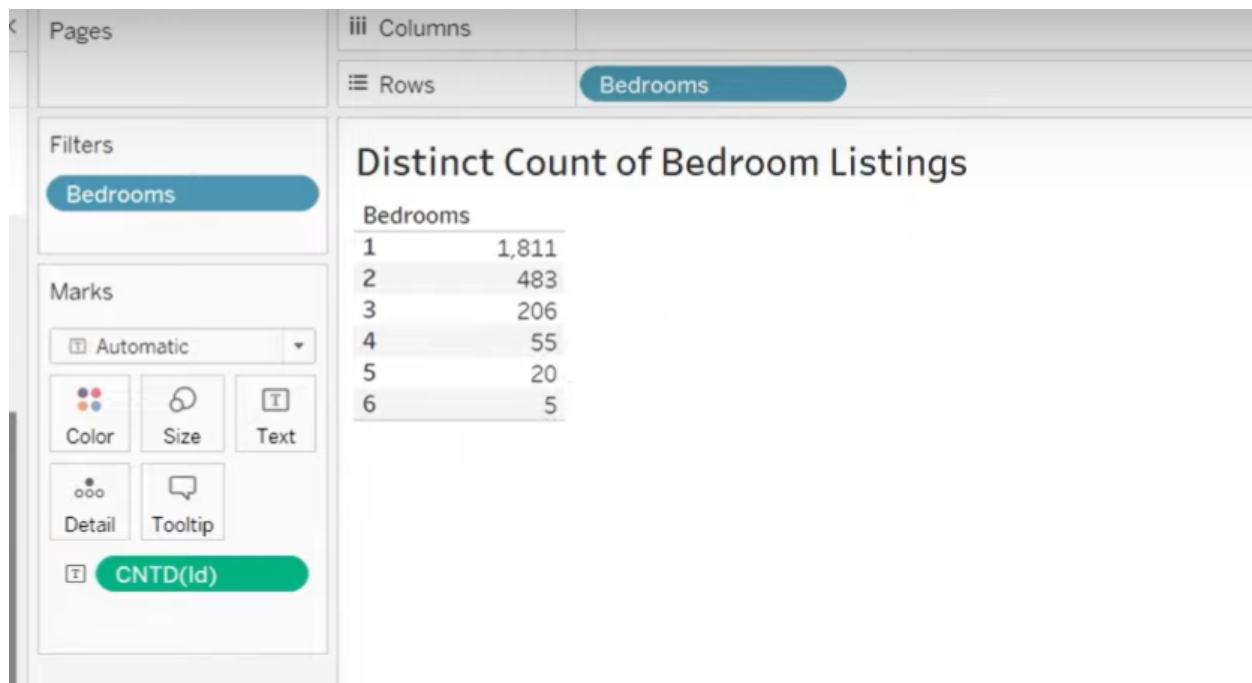 Pages
Columns
Rows
Bedrooms
Filters
Bedrooms
Marks
Automatic
Color
Size
Text
Detail
Tooltip
CNTD(Id)
Distinct Count of Bedroom Listings
Bedrooms
1 1,811
2 483
3 206
4 55
5 20
6 5